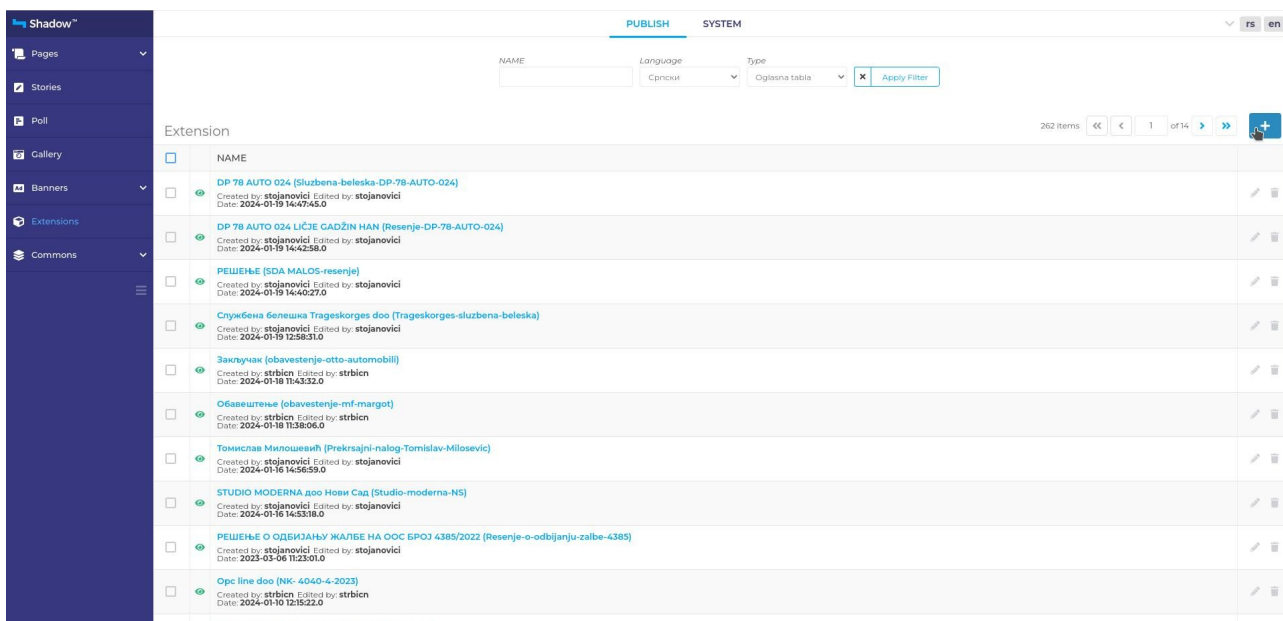 Shadow™
PUBLISH SYSTEM
rs en
Pages
Stories
Poll
Gallery
Banners
Extensions
Commons
NAME Language Type
Српски Oglasna tabla × Apply Filter
Extension
262 items « < 1 of 14 > » +
NAME
DP 78 AUTO 024 (Sluzbena-beleska-DP-78-AUTO-024)
Created by: stojanovici Edited by: stojanovici
Date: 2024-01-19 14:47:45.0
DP 78 AUTO 024 LIČJE GADŽIN HAN (Resenje-DP-78-AUTO-024)
Created by: stojanovici Edited by: stojanovici
Date: 2024-01-19 14:42:58.0
РЕШЕЊЕ (SDA MALOS-resenje)
Created by: stojanovici Edited by: stojanovici
Date: 2024-01-19 14:40:27.0
Службена белешка Trageskorges doo (Trageskorges-sluzbena-beleska)
Created by: stojanovici Edited by: stojanovici
Date: 2024-01-19 12:58:31.0
Закључак (obavestenje-otto-automobili)
Created by: strbicn Edited by: strbicn
Date: 2024-01-18 11:43:32.0
Обавештење (obavestenje-mf-margot)
Created by: strbicn Edited by: strbicn
Date: 2024-01-18 11:38:06.0
Томислав Милошевић (Prekrsajni-nalog-Tomislav-Milosevic)
Created by: stojanovici Edited by: stojanovici
Date: 2024-01-16 14:56:59.0
STUDIO MODERNA доо Нови Сад (Studio-moderna-NS)
Created by: stojanovici Edited by: stojanovici
Date: 2024-01-16 14:53:18.0
РЕШЕЊЕ О ОДБИЈАЊУ ЖАЛБЕ НА ООС БРОЈ 4385/2022 (Resenje-o-odbijanju-zalbe-4385)
Created by: stojanovici Edited by: stojanovici
Date: 2023-03-06 11:23:01.0
Opc line doo (NK- 4040-4-2023)
Created by: strbicn Edited by: strbicn
Date: 2024-01-10 12:15:22.0